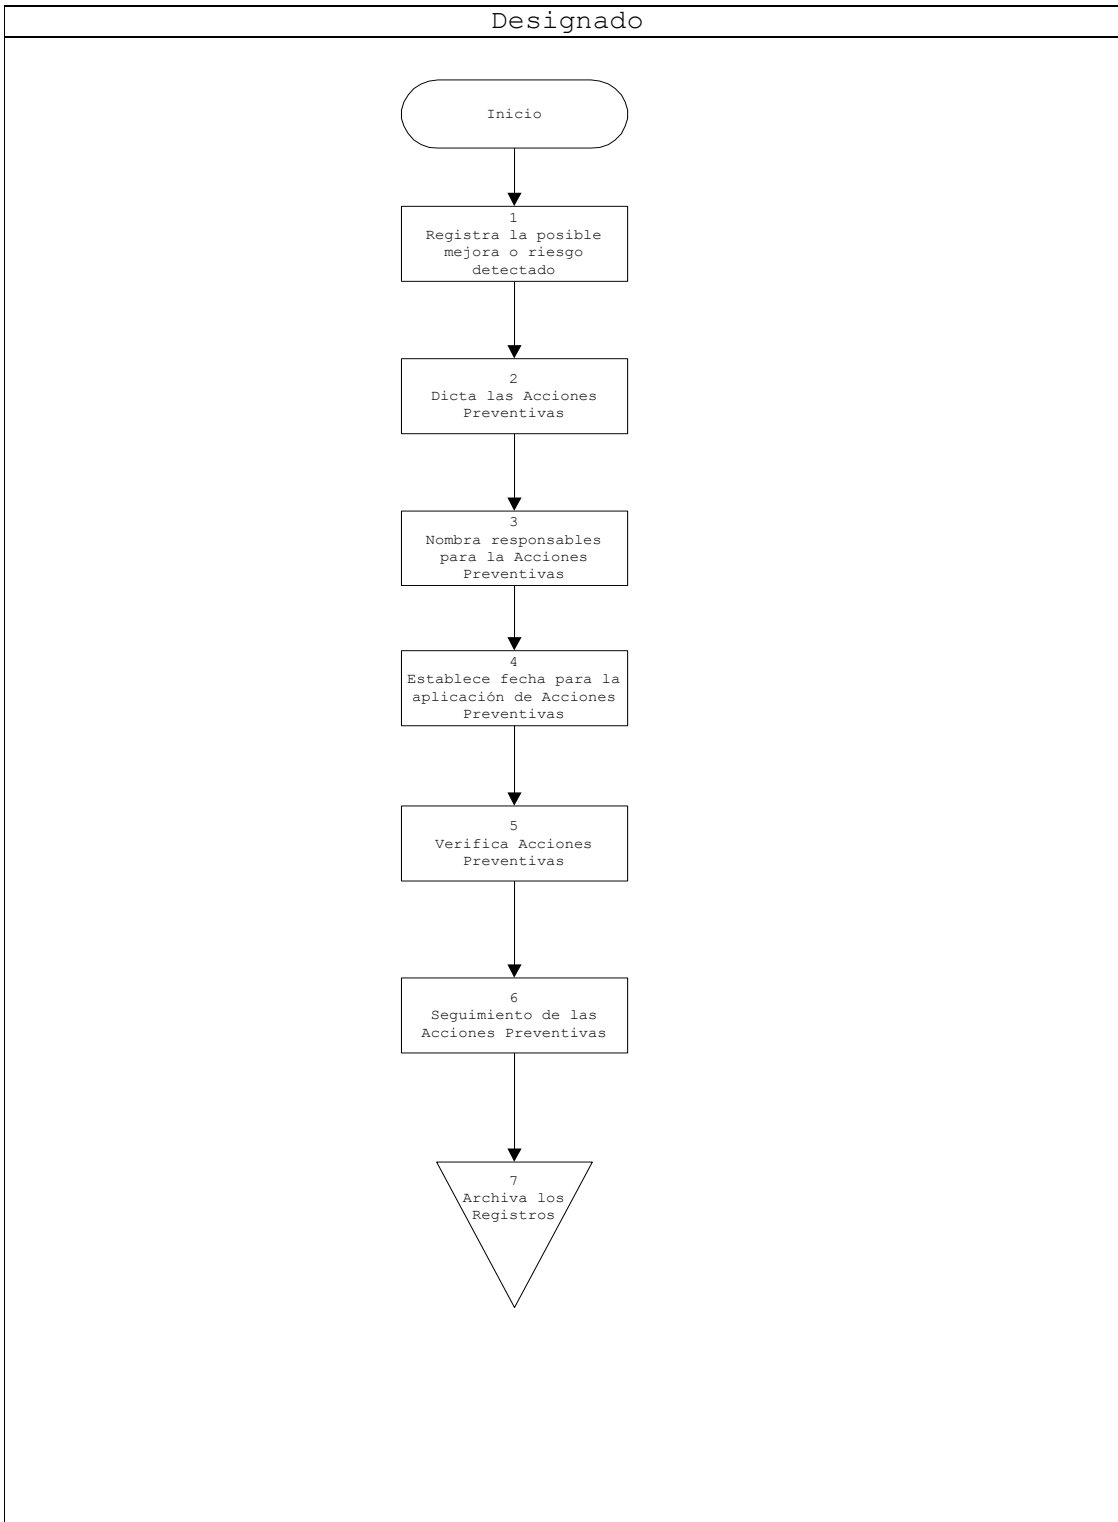 Designado
Inicio
1
Registra la posible
mejora o riesgo
detectado
2
Dicta las Acciones
Preventivas
3
Nombra responsables
para la Acciones
Preventivas
4
Establece fecha para la
aplicación de Acciones
Preventivas
5
Verifica Acciones
Preventivas
6
Seguimiento de las
Acciones Preventivas
7
Archiva los
Registros